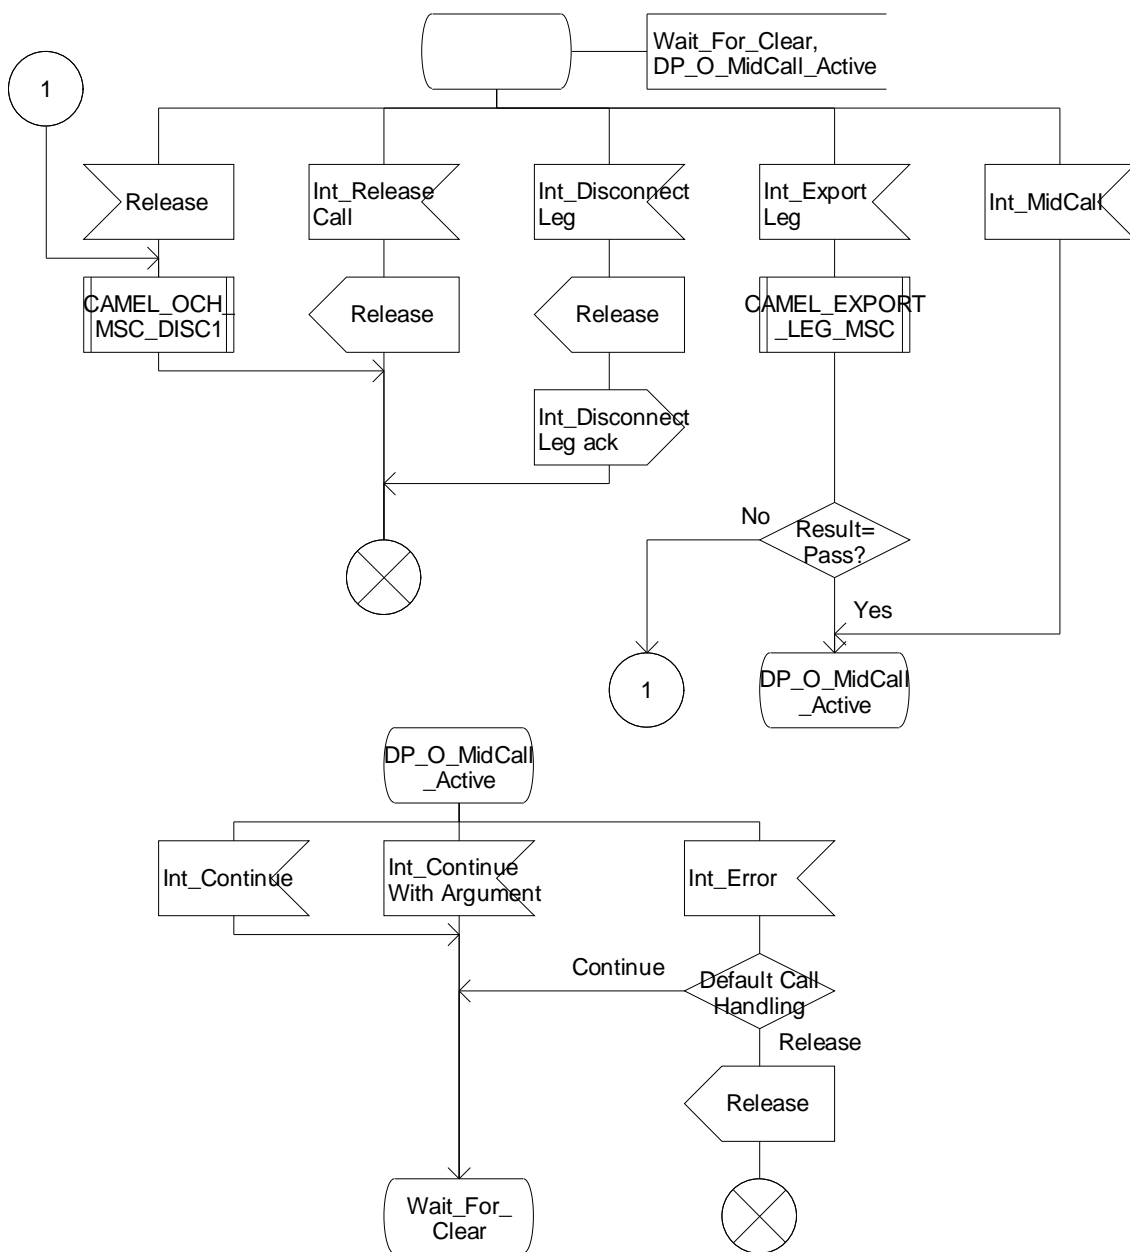 Wait_For_Clear,
DP_O_MidCall_Active
1
Release
Int_Release
Call
Int_Disconnect
Leg
Int_Export
Leg
Int_MidCall
CAMEL_OCH_
MSC_DISC1
Release
Release
CAMEL_EXPORT
_LEG_MSC
Int_Disconnect
Leg ack
No
Result=
Pass?
Yes
1
DP_O_MidCall
_Active
DP_O_MidCall
_Active
Int_Continue
Int_Continue
With Argument
Int_Error
Continue
Default Call
Handling
Release
Release
Wait_For_
Clear